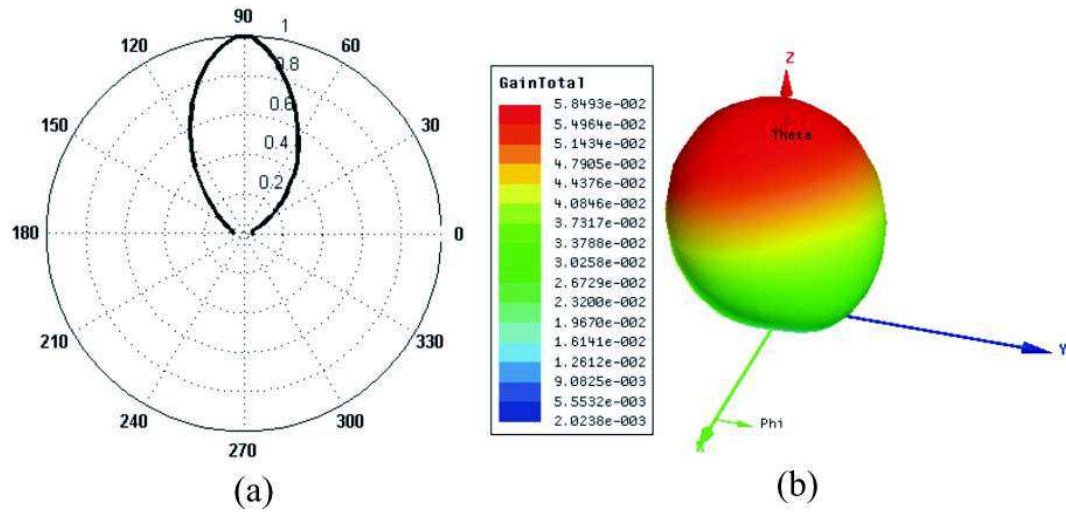 90
1
120
60
0.8
0.6
150
30
0.4
0.2
180
0
210
330
240
300
270
(a)
GainTotal
5.8493e-002
5.4964e-002
5.1434e-002
4.7905e-002
4.4376e-002
4.0846e-002
3.7317e-002
3.3788e-002
3.0258e-002
2.6729e-002
2.3200e-002
1.9670e-002
1.6141e-002
1.2612e-002
9.0825e-003
5.5532e-003
2.0238e-003
Z
Theta
Y
Phi
X
(b)